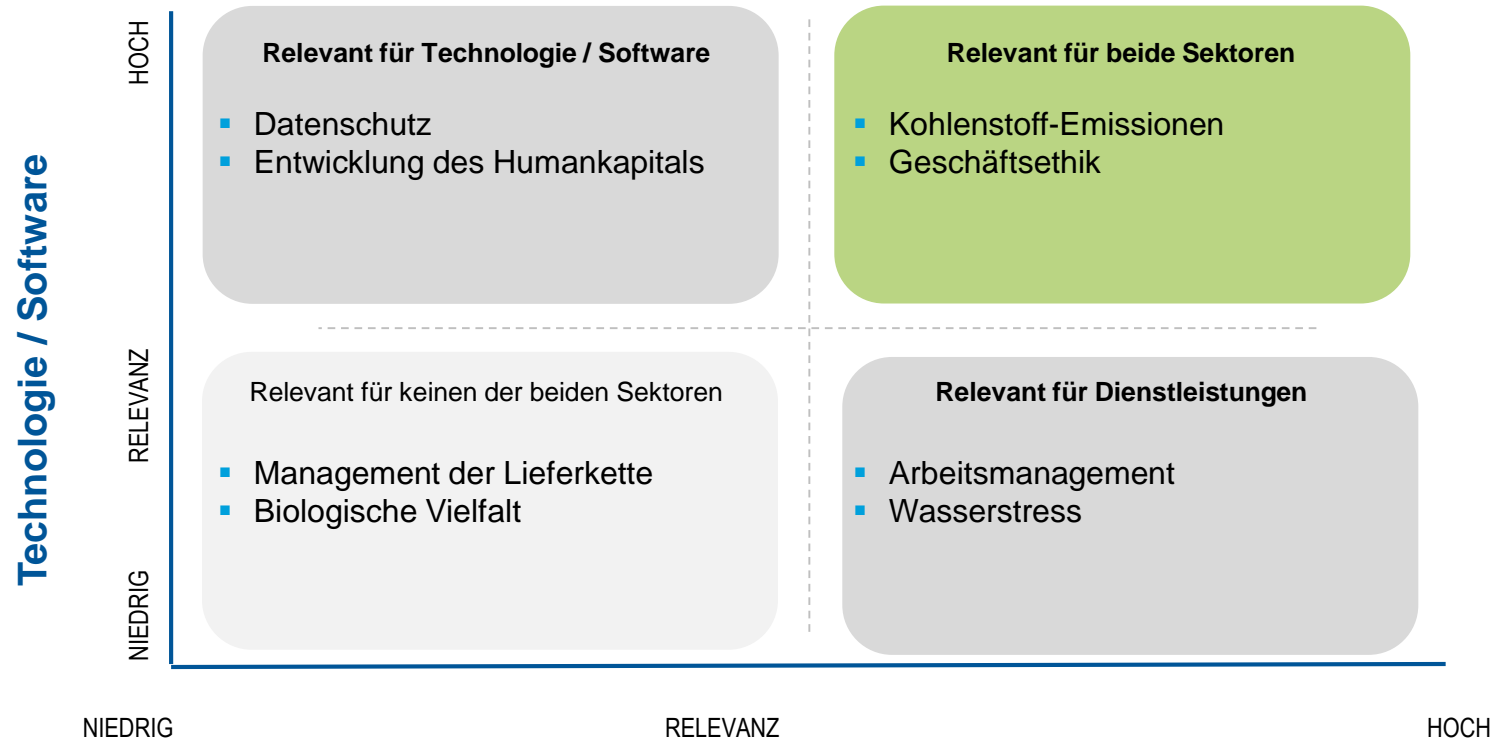 HOCH
RELEVANZ
NIEDRIG
Technologie / Software
Relevant für Technologie / Software
Datenschutz
Entwicklung des Humankapitals
Relevant für beide Sektoren
Kohlenstoff-Emissionen
Geschäftsethik
Relevant für keinen der beiden Sektoren
Management der Lieferkette
Biologische Vielfalt
Relevant für Dienstleistungen
Arbeitsmanagement
Wasserstress
NIEDRIG
RELEVANZ
HOCH